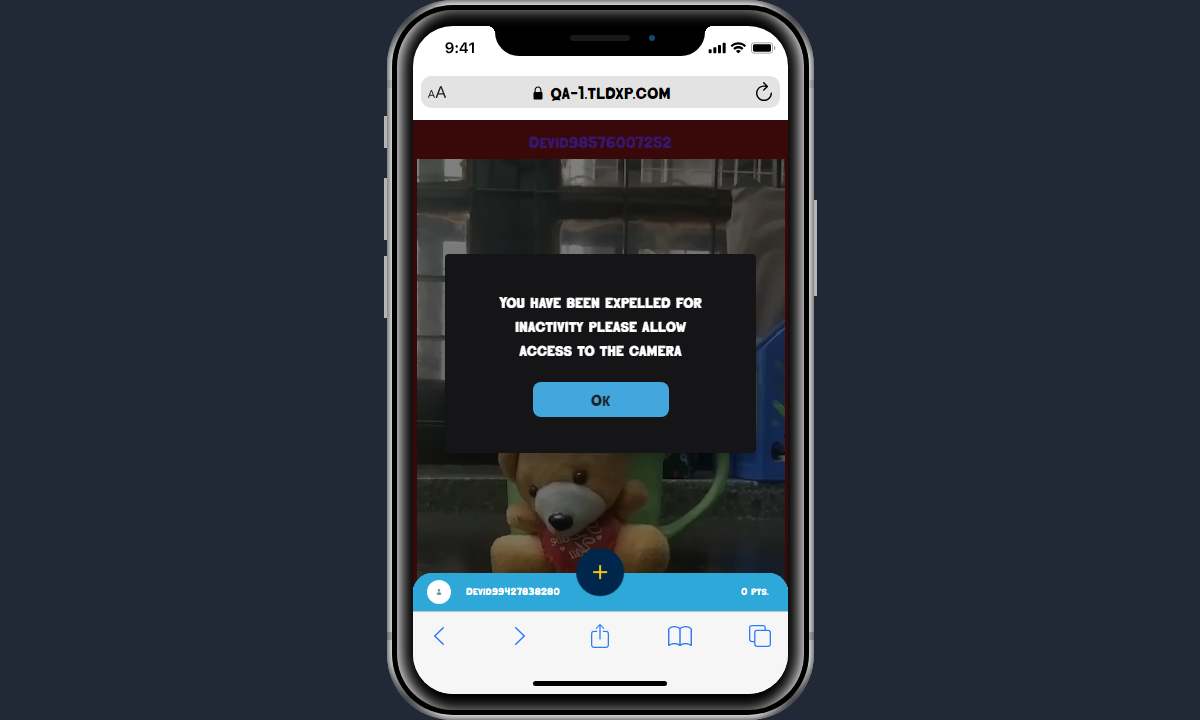 9:41
AA
QA-1.TLDXP.COM
Devid98576007252
You have been expelled for
inactivity please allow
access to the camera
Ok
Devid99427838280
0 pts.